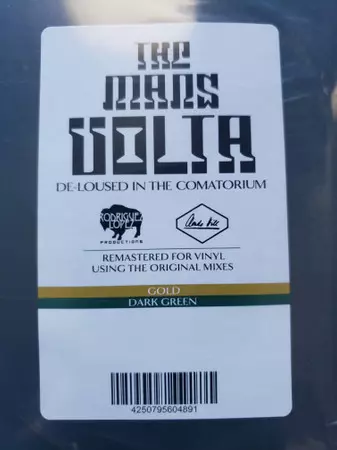 THE
MARS
VOLTA
DE-LOUSED IN THE COMATORIUM
RODRIGUEZ
LOPEZ
PRODUCTIONS
REMASTERED FOR VINYL
USING THE ORIGINAL MIXES
GOLD
DARK GREEN
4250795604891